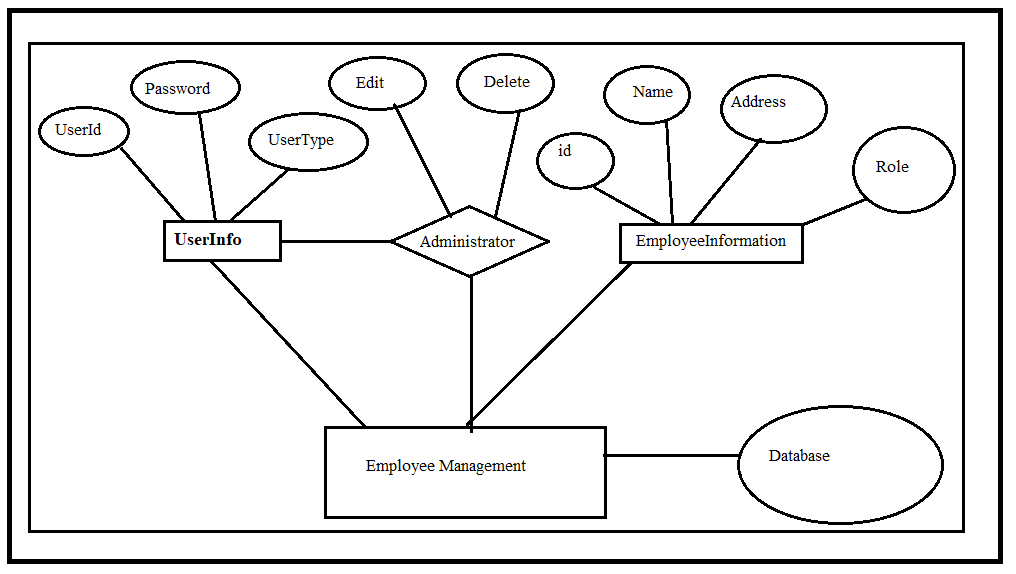 Password
Edit
Delete
Name
Address
UserId
UserType
id
Role
UserInfo
Administrator
EmployeeInformation
Employee Management
Database